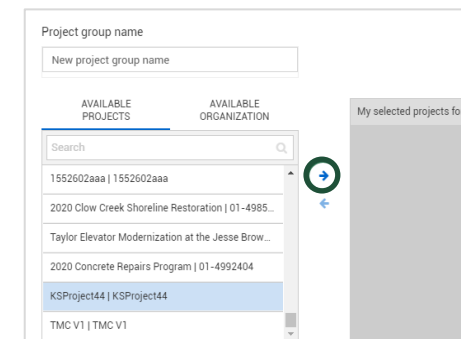 Project group name
New project group name
AVAILABLE PROJECTS
AVAILABLE ORGANIZATION
My selected projects fo
Search
1552602aaa | 1552602aaa
2020 Clow Creek Shoreline Restoration | 01-4985...
Taylor Elevator Modernization at the Jesse Brow...
2020 Concrete Repairs Program | 01-4992404
KSProject44 | KSProject44
TMC V1 | TMC V1